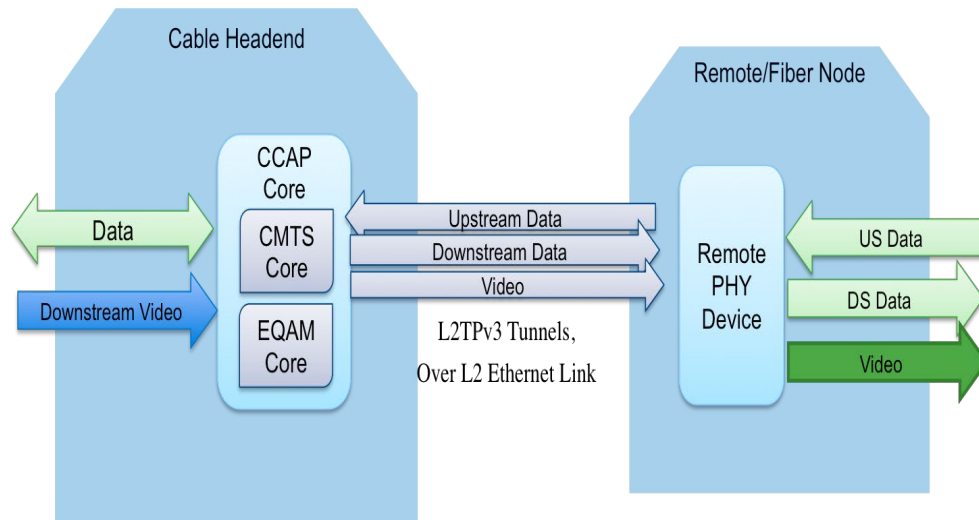 Cable Headend
Remote/Fiber Node
CCAP
Core
CMTS
Core
EQAM
Core
Data
Downstream Video
Upstream Data
Downstream Data
Video
L2TPv3 Tunnels,
Over L2 Ethernet Link
Remote
PHY
Device
US Data
DS Data
Video